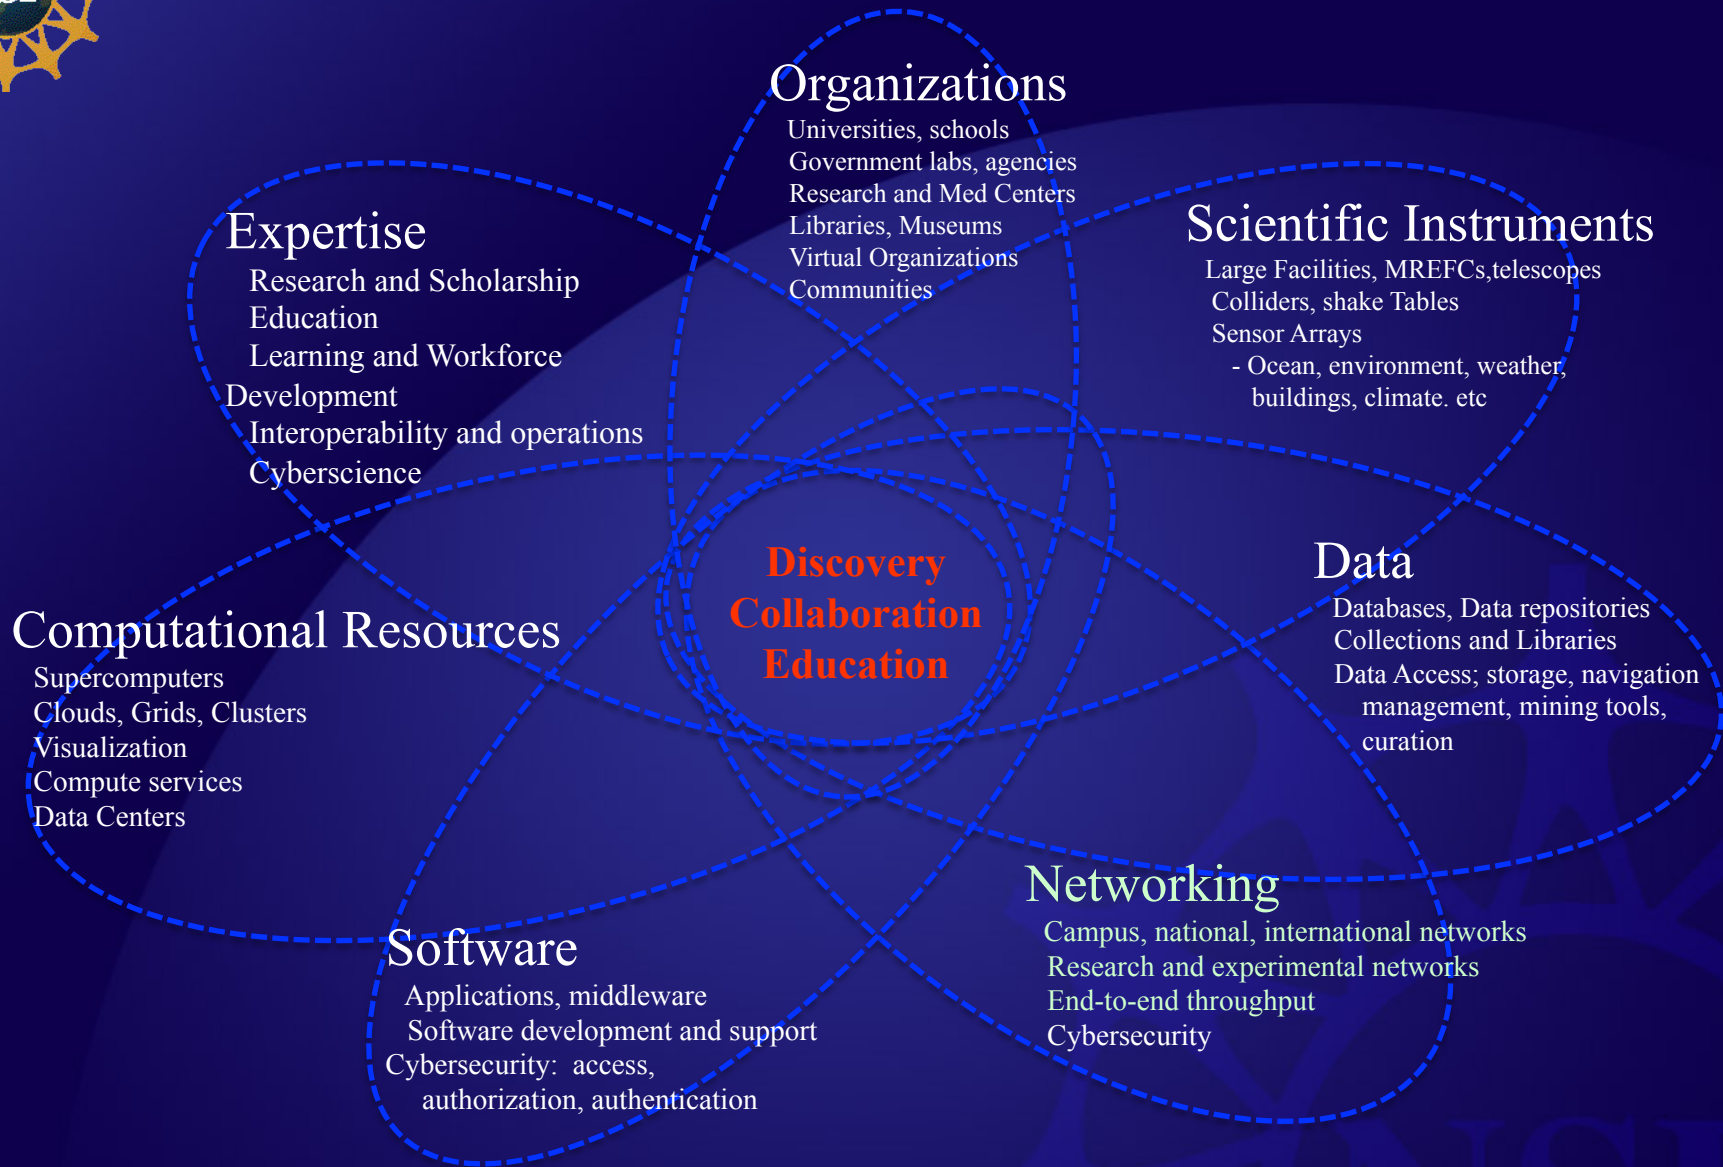 Organizations
Universities, schools
Government labs, agencies
Research and Med Centers
Libraries, Museums
Virtual Organizations
Communities
Expertise
Research and Scholarship
Education
Learning and Workforce
Development
Interoperability and operations
Cyberscience
Scientific Instruments
Large Facilities, MREFCs,telescopes
Colliders, shake Tables
Sensor Arrays
- Ocean, environment, weather,
buildings, climate. etc
Discovery
Collaboration
Education
Data
Databases, Data repositories
Collections and Libraries
Data Access; storage, navigation
management, mining tools,
curation
Computational Resources
Supercomputers
Clouds, Grids, Clusters
Visualization
Compute services
Data Centers
Networking
Campus, national, international networks
Research and experimental networks
End-to-end throughput
Cybersecurity
Software
Applications, middleware
Software development and support
Cybersecurity:  access,
authorization, authentication